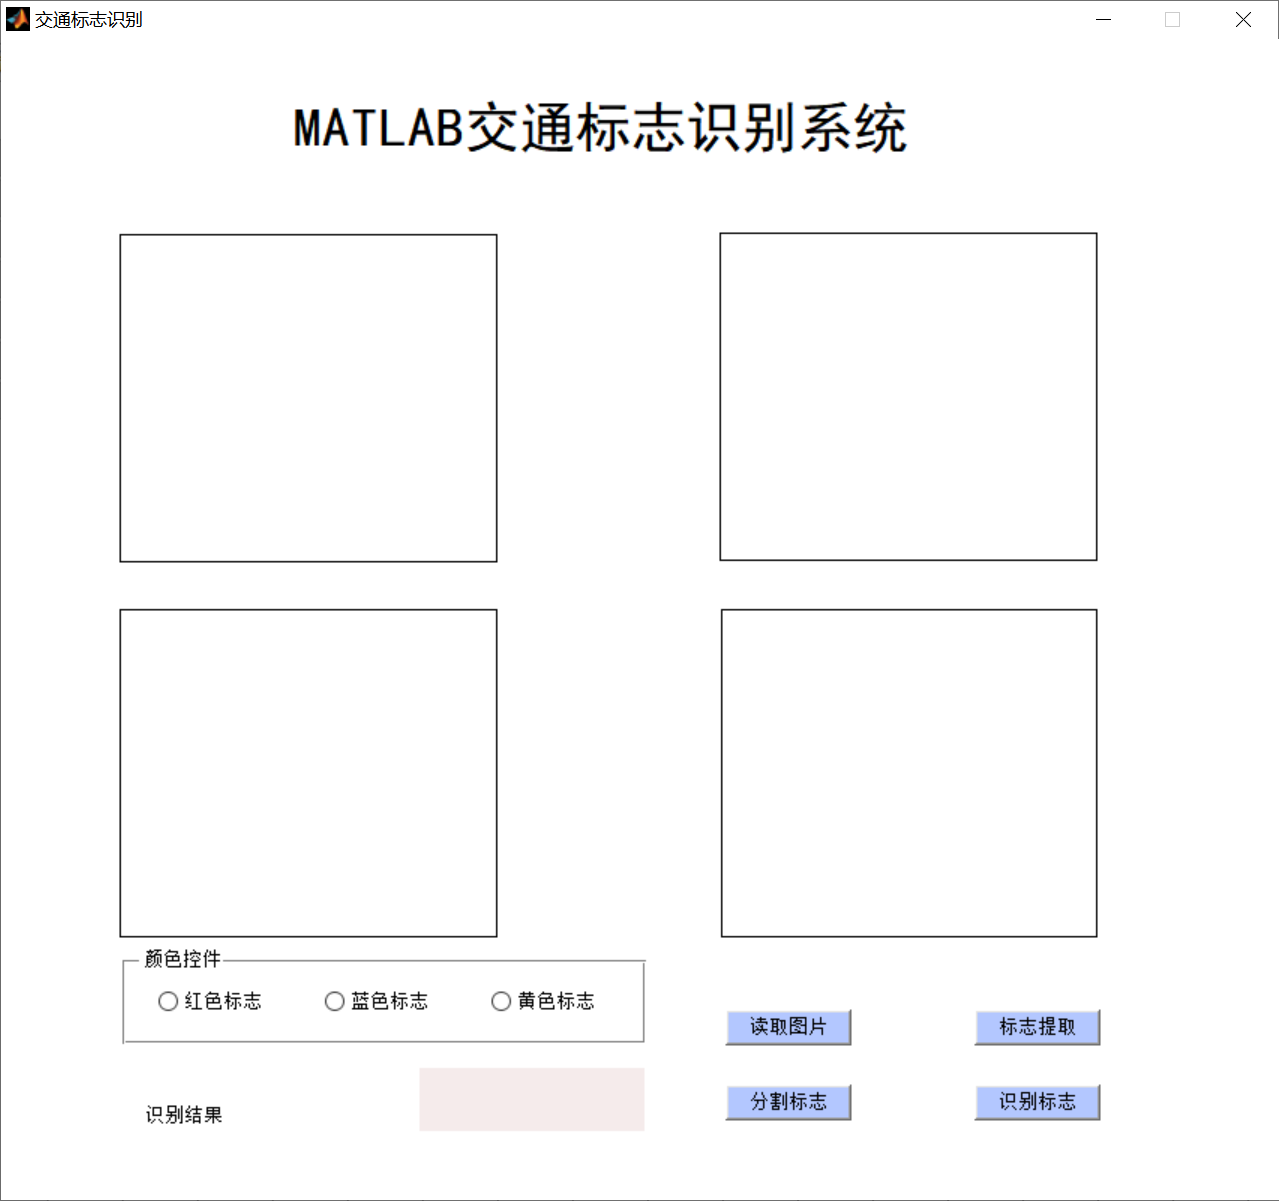 交通标志识别
MATLAB交通标志识别系统
颜色控件
红色标志 蓝色标志 黄色标志
读取图片 标志提取
分割标志 识别标志
识别结果